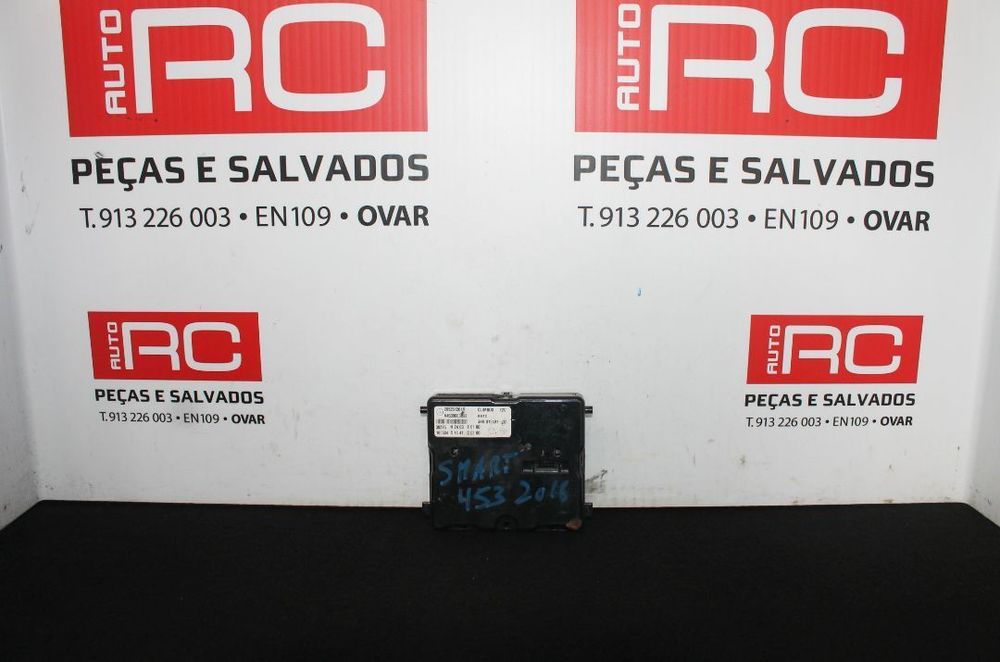 AUTO RC
PEÇAS E SALVADOS
T. 913 226 003 • EN109 • OVAR
AUTO RC
PEÇAS E SALVADOS
T. 913 226 003 • EN109 • OVAR
AUTO RC
PEÇAS E SALVADOS
T. 913 226 003 • EN109 • OVAR
AUTO RC
PEÇAS E SALVADOS
T. 913 226 003 • EN109 • OVAR
SMART
453 2016